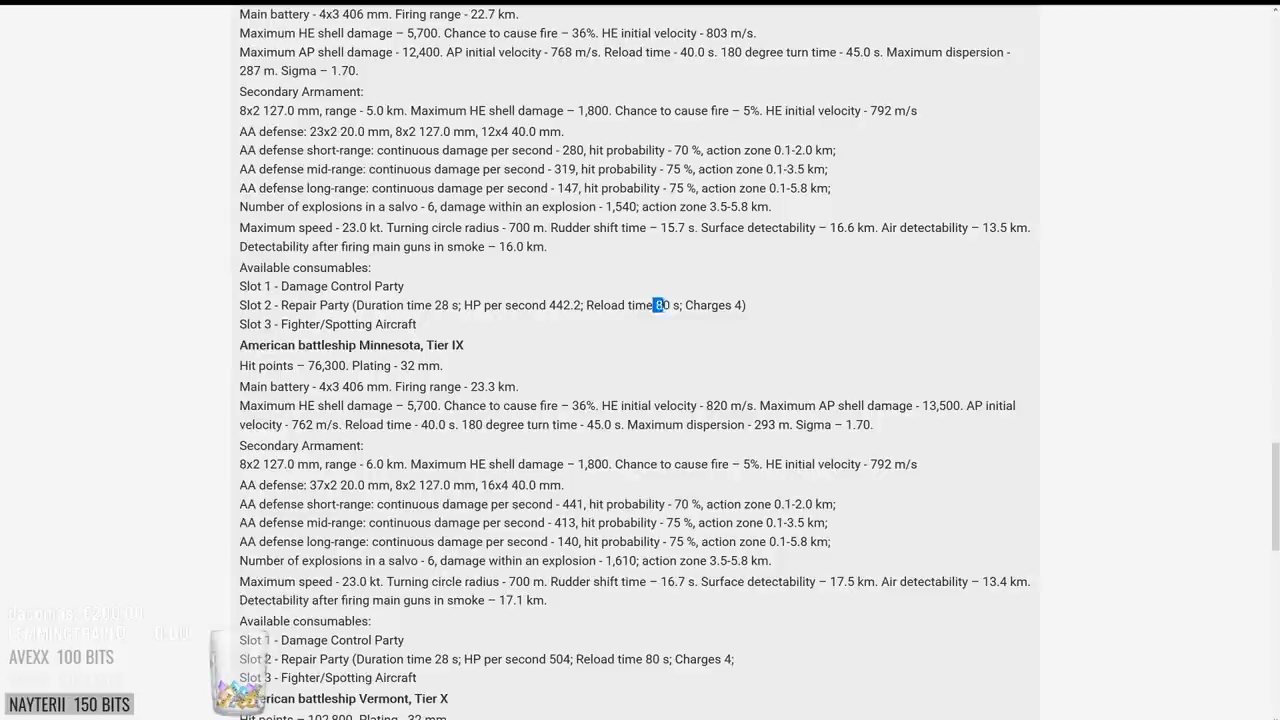 Main battery - 4x3 406 mm. Firing range - 22.7 km.
Maximum HE shell damage – 5,700. Chance to cause fire – 36%. HE initial velocity - 803 m/s.
Maximum AP shell damage - 12,400. AP initial velocity - 768 m/s. Reload time - 40.0 s. 180 degree turn time - 45.0 s. Maximum dispersion -
287 m. Sigma – 1.70.
Secondary Armament:
8x2 127.0 mm, range - 5.0 km. Maximum HE shell damage – 1,800. Chance to cause fire – 5%. HE initial velocity - 792 m/s
AA defense: 23x2 20.0 mm, 8x2 127.0 mm, 12x4 40.0 mm.
AA defense short-range: continuous damage per second - 280, hit probability - 70 %, action zone 0.1-2.0 km;
AA defense mid-range: continuous damage per second - 319, hit probability - 75 %, action zone 0.1-3.5 km;
AA defense long-range: continuous damage per second - 147, hit probability - 75 %, action zone 0.1-5.8 km;
Number of explosions in a salvo - 6, damage within an explosion - 1,540; action zone 3.5-5.8 km.
Maximum speed - 23.0 kt. Turning circle radius - 700 m. Rudder shift time – 15.7 s. Surface detectability – 16.6 km. Air detectability – 13.5 km.
Detectability after firing main guns in smoke – 16.0 km.
Available consumables:
Slot 1 - Damage Control Party
Slot 2 - Repair Party (Duration time 28 s; HP per second 442.2; Reload time 80 s; Charges 4)
Slot 3 - Fighter/Spotting Aircraft
American battleship Minnesota, Tier IX
Hit points – 76,300. Plating - 32 mm.
Main battery - 4x3 406 mm. Firing range - 23.3 km.
Maximum HE shell damage – 5,700. Chance to cause fire – 36%. HE initial velocity - 820 m/s. Maximum AP shell damage - 13,500. AP initial
velocity - 762 m/s. Reload time - 40.0 s. 180 degree turn time - 45.0 s. Maximum dispersion - 293 m. Sigma – 1.70.
Secondary Armament:
8x2 127.0 mm, range - 6.0 km. Maximum HE shell damage – 1,800. Chance to cause fire – 5%. HE initial velocity - 792 m/s
AA defense: 37x2 20.0 mm, 8x2 127.0 mm, 16x4 40.0 mm.
AA defense short-range: continuous damage per second - 441, hit probability - 70 %, action zone 0.1-2.0 km;
AA defense mid-range: continuous damage per second - 413, hit probability - 75 %, action zone 0.1-3.5 km;
AA defense long-range: continuous damage per second - 140, hit probability - 75 %, action zone 0.1-5.8 km;
Number of explosions in a salvo - 6, damage within an explosion - 1,610; action zone 3.5-5.8 km.
Maximum speed - 23.0 kt. Turning circle radius - 700 m. Rudder shift time – 16.7 s. Surface detectability – 17.5 km. Air detectability – 13.4 km.
Detectability after firing main guns in smoke – 17.1 km.
Available consumables:
Slot 1 - Damage Control Party
Slot 2 - Repair Party (Duration time 28 s; HP per second 504; Reload time 80 s; Charges 4;
Slot 3 - Fighter/Spotting Aircraft
American battleship Vermont, Tier X
Hit points – 102,800. Plating - 32 mm.
AVEXX 100 BITS
NAYTERII 150 BITS